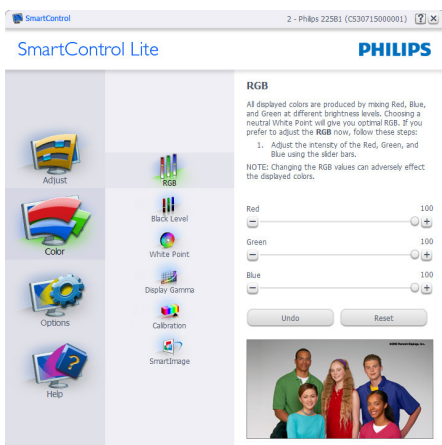 SmartControl
2 - Philips 225B1 (CS30715000001)
SmartControl Lite
PHILIPS
Adjust
Color
Options
Help
RGB
Black Level
White Point
Display Gamma
Calibration
SmartImage
RGB
All displayed colors are produced by mixing Red, Blue,
and Green at different brightness levels. Choosing a
neutral White Point will give you optimal RGB. If you
prefer to adjust the RGB now, follow these steps:
1. Adjust the intensity of the Red, Green, and
Blue using the slider bars.
NOTE: Changing the RGB values can adversely effect
the displayed colors.
Red 100
Green 100
Blue 100
Undo
Reset